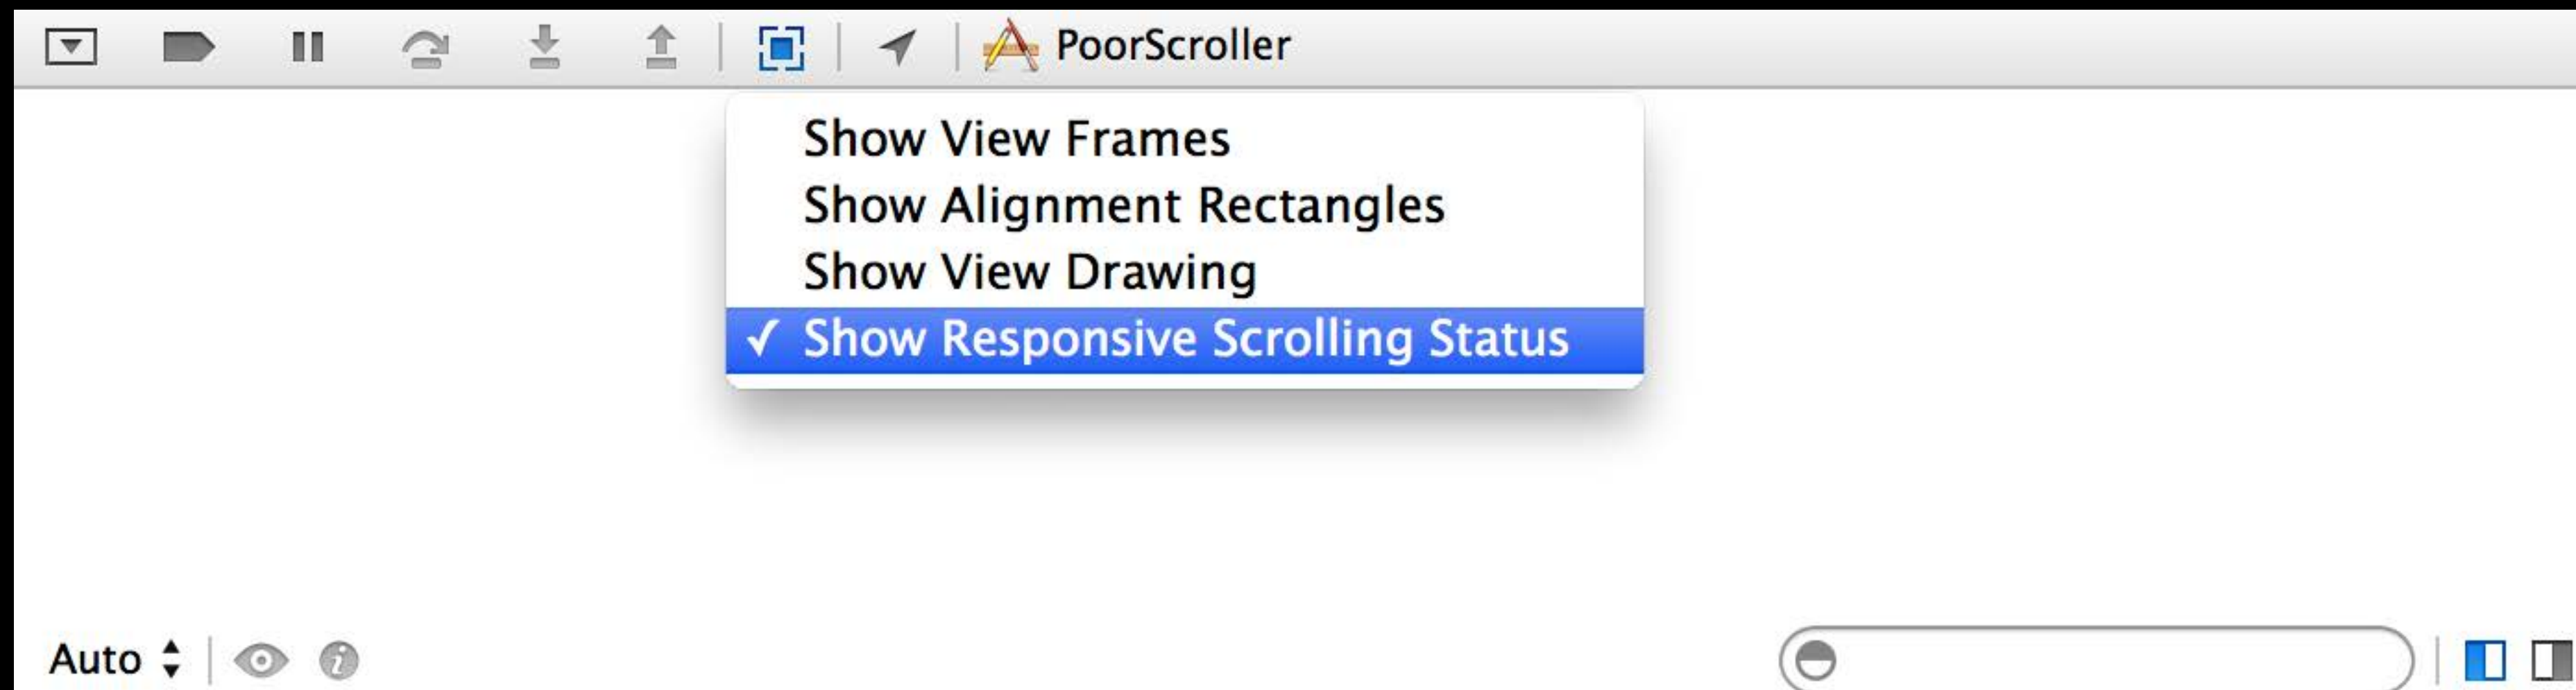 PoorScroller
Show View Frames
Show Alignment Rectangles
Show View Drawing
✓ Show Responsive Scrolling Status
Auto